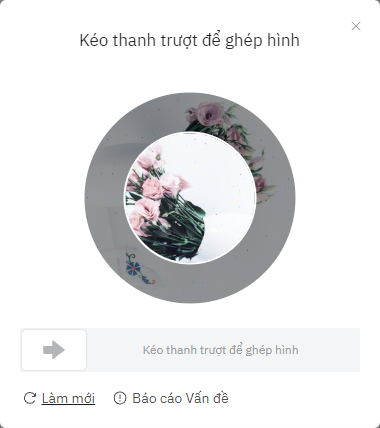 Kéo thanh trượt để ghép hình
Kéo thanh trượt để ghép hình
Làm mới
Báo cáo Vấn đề